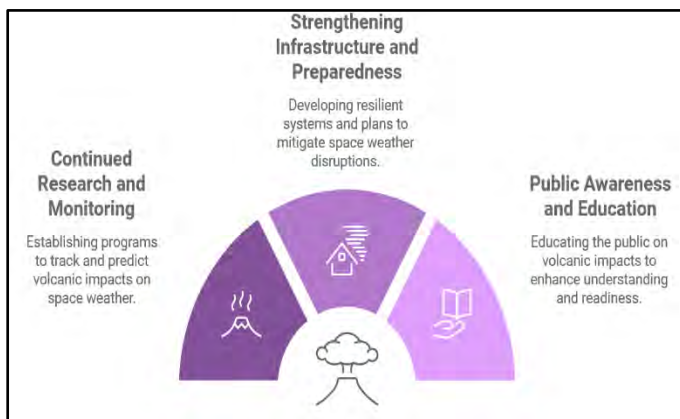 Strengthening
Infrastructure and
Preparedness
Developing resilient
systems and plans to
mitigate space weather
disruptions.
Continued
Research and
Monitoring
Establishing programs
to track and predict
volcanic impacts on
space weather.
Public Awareness
and Education
Educating the public on
volcanic impacts to
enhance understanding
and readiness.